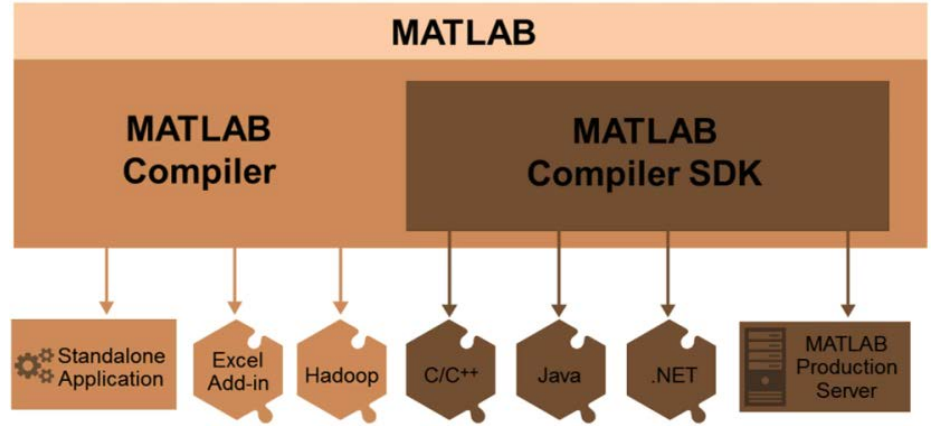 MATLAB
MATLAB
Compiler
MATLAB
Compiler SDK
Standalone
Application
Excel
Add-in
Hadoop
C/C++
Java
.NET
MATLAB
Production
Server